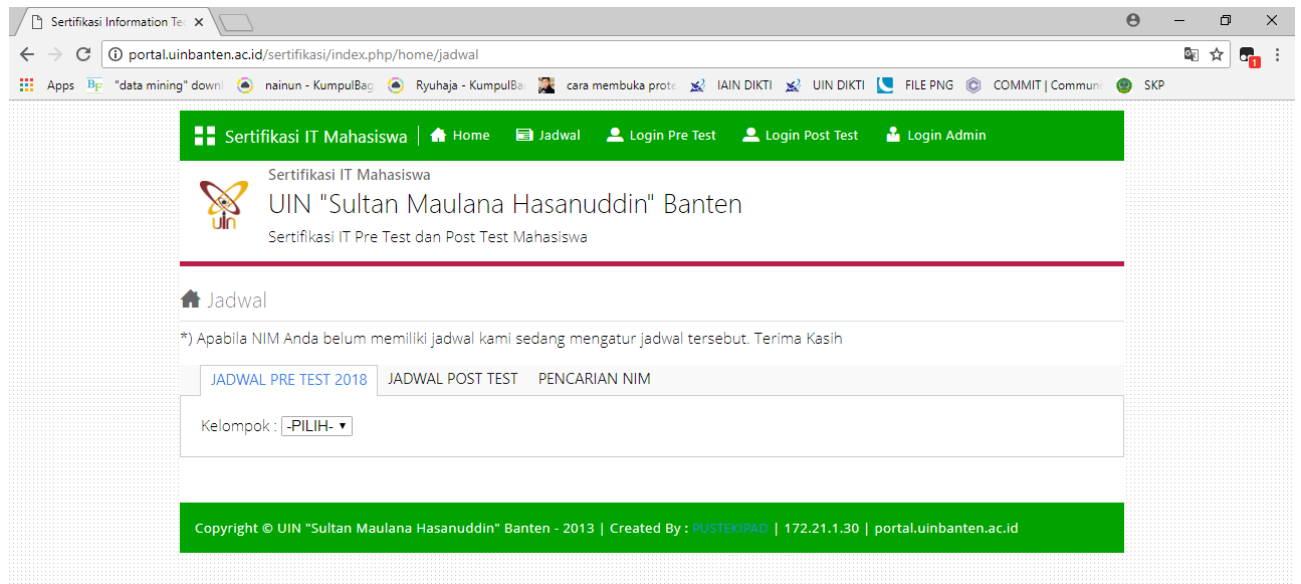 Sertifikasi Information Te
portal.uinbanten.ac.id/sertifikasi/index.php/home/jadwal
Apps "data mining" downl nainun - KumpulBag Ryuhaja - KumpulBa cara membuka prote IAIN DIKTI UIN DIKTI FILE PNG COMMIT | Communi SKP
Sertifikasi IT Mahasiswa | Home Jadwal Login Pre Test Login Post Test Login Admin
Sertifikasi IT Mahasiswa
UIN "Sultan Maulana Hasanuddin" Banten
uin
Sertifikasi IT Pre Test dan Post Test Mahasiswa
Jadwal
*) Apabila NIM Anda belum memiliki jadwal kami sedang mengatur jadwal tersebut. Terima Kasih
JADWAL PRE TEST 2018 JADWAL POST TEST PENCARIAN NIM
Kelompok : -PILIH-
Copyright © UIN "Sultan Maulana Hasanuddin" Banten - 2013 | Created By : PUSTEKIPAD | 172.21.1.30 | portal.uinbanten.ac.id